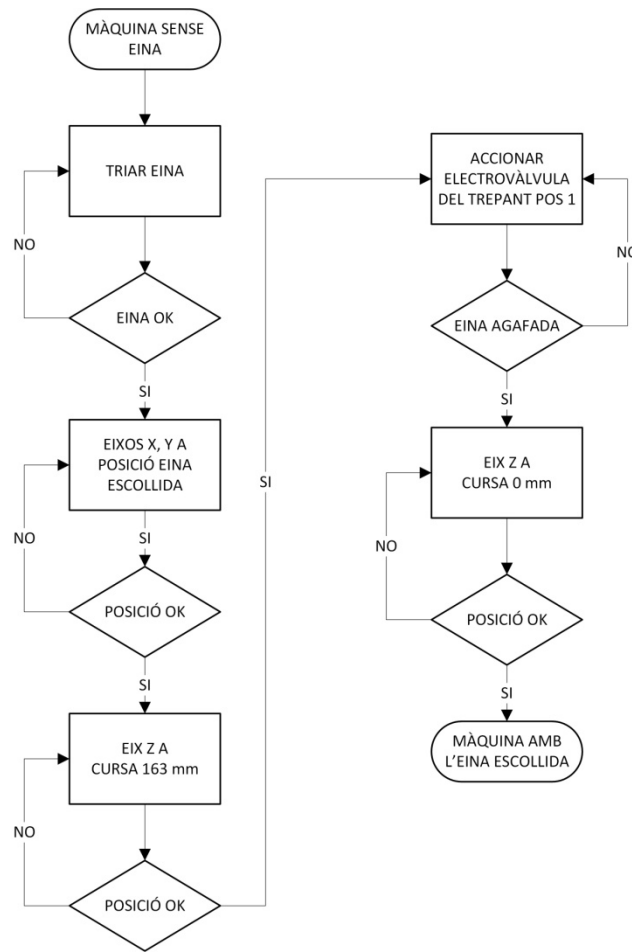 MÀQUINA SENSE
EINA
TRIAR EINA
NO
EINA OK
SI
EIXOS X, Y A
POSICIÓ EINA
ESCOLLIDA
NO
SI
POSICIÓ OK
SI
EIX Z A
CURSA 163 mm
NO
POSICIÓ OK
SI
ACCIONAR
ELECTROVÀLVULA
DEL TREPANT POS 1
NO
EINA AGAFADA
SI
EIX Z A
CURSA 0 mm
NO
POSICIÓ OK
SI
MÀQUINA AMB
L'EINA ESCOLLIDA